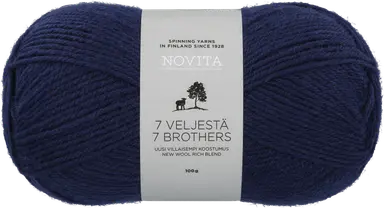 SPINNING YARNS
IN FINLAND SINCE 1928
NOVITA
7 VELJESTÄ
7 BROTHERS
UUSI VILLAISEMPI KOOSTUMUS
NEW WOOL RICH BLEND
100g